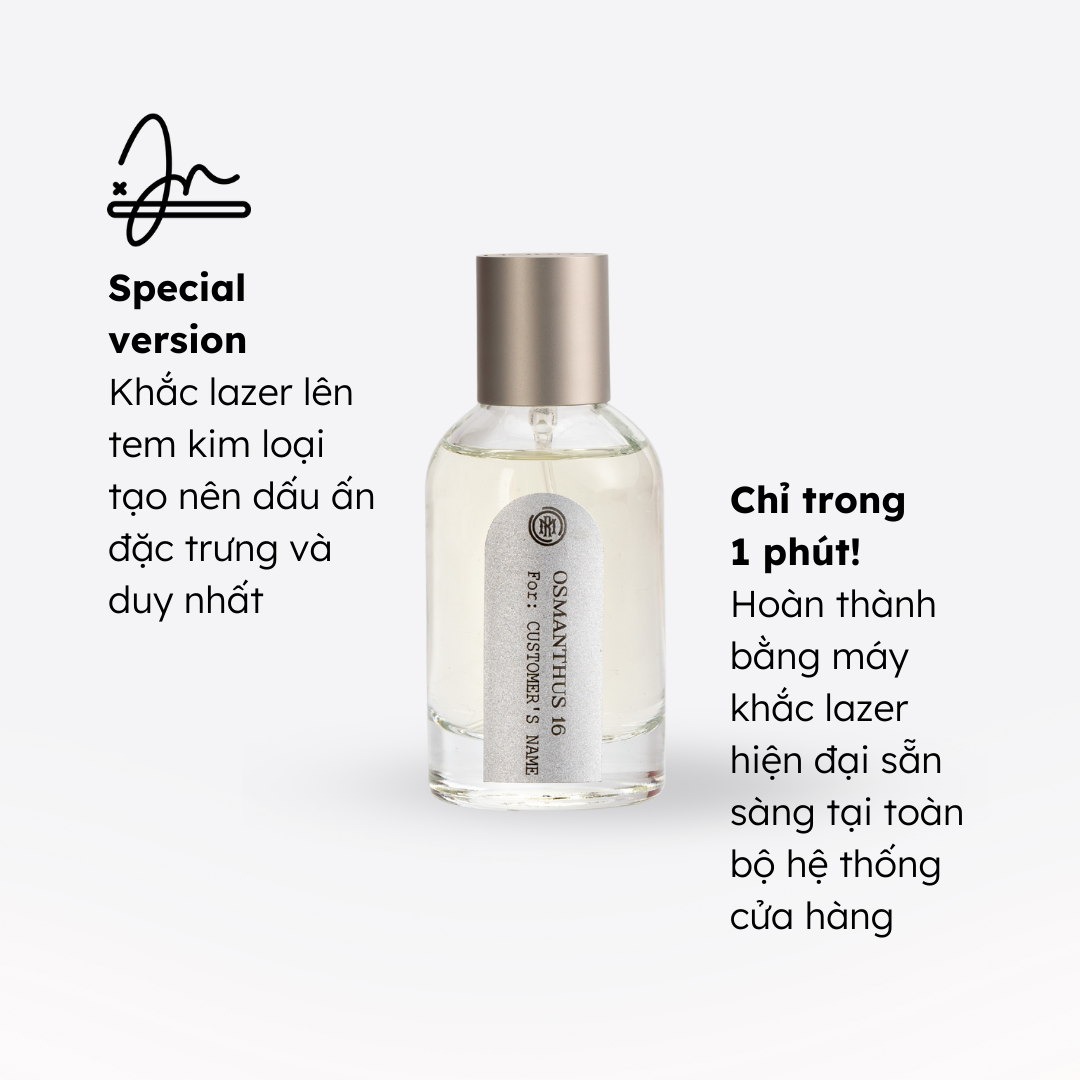 Special
version
Khắc lazer lên
tem kim loại
tạo nên dấu ấn
đặc trưng và
duy nhất
OSMANTHUS 16
For: CUSTOMER'S NAME
Chỉ trong
1 phút!
Hoàn thành
bằng máy
khắc lazer
hiện đại sẵn
sàng tại toàn
bộ hệ thống
cửa hàng